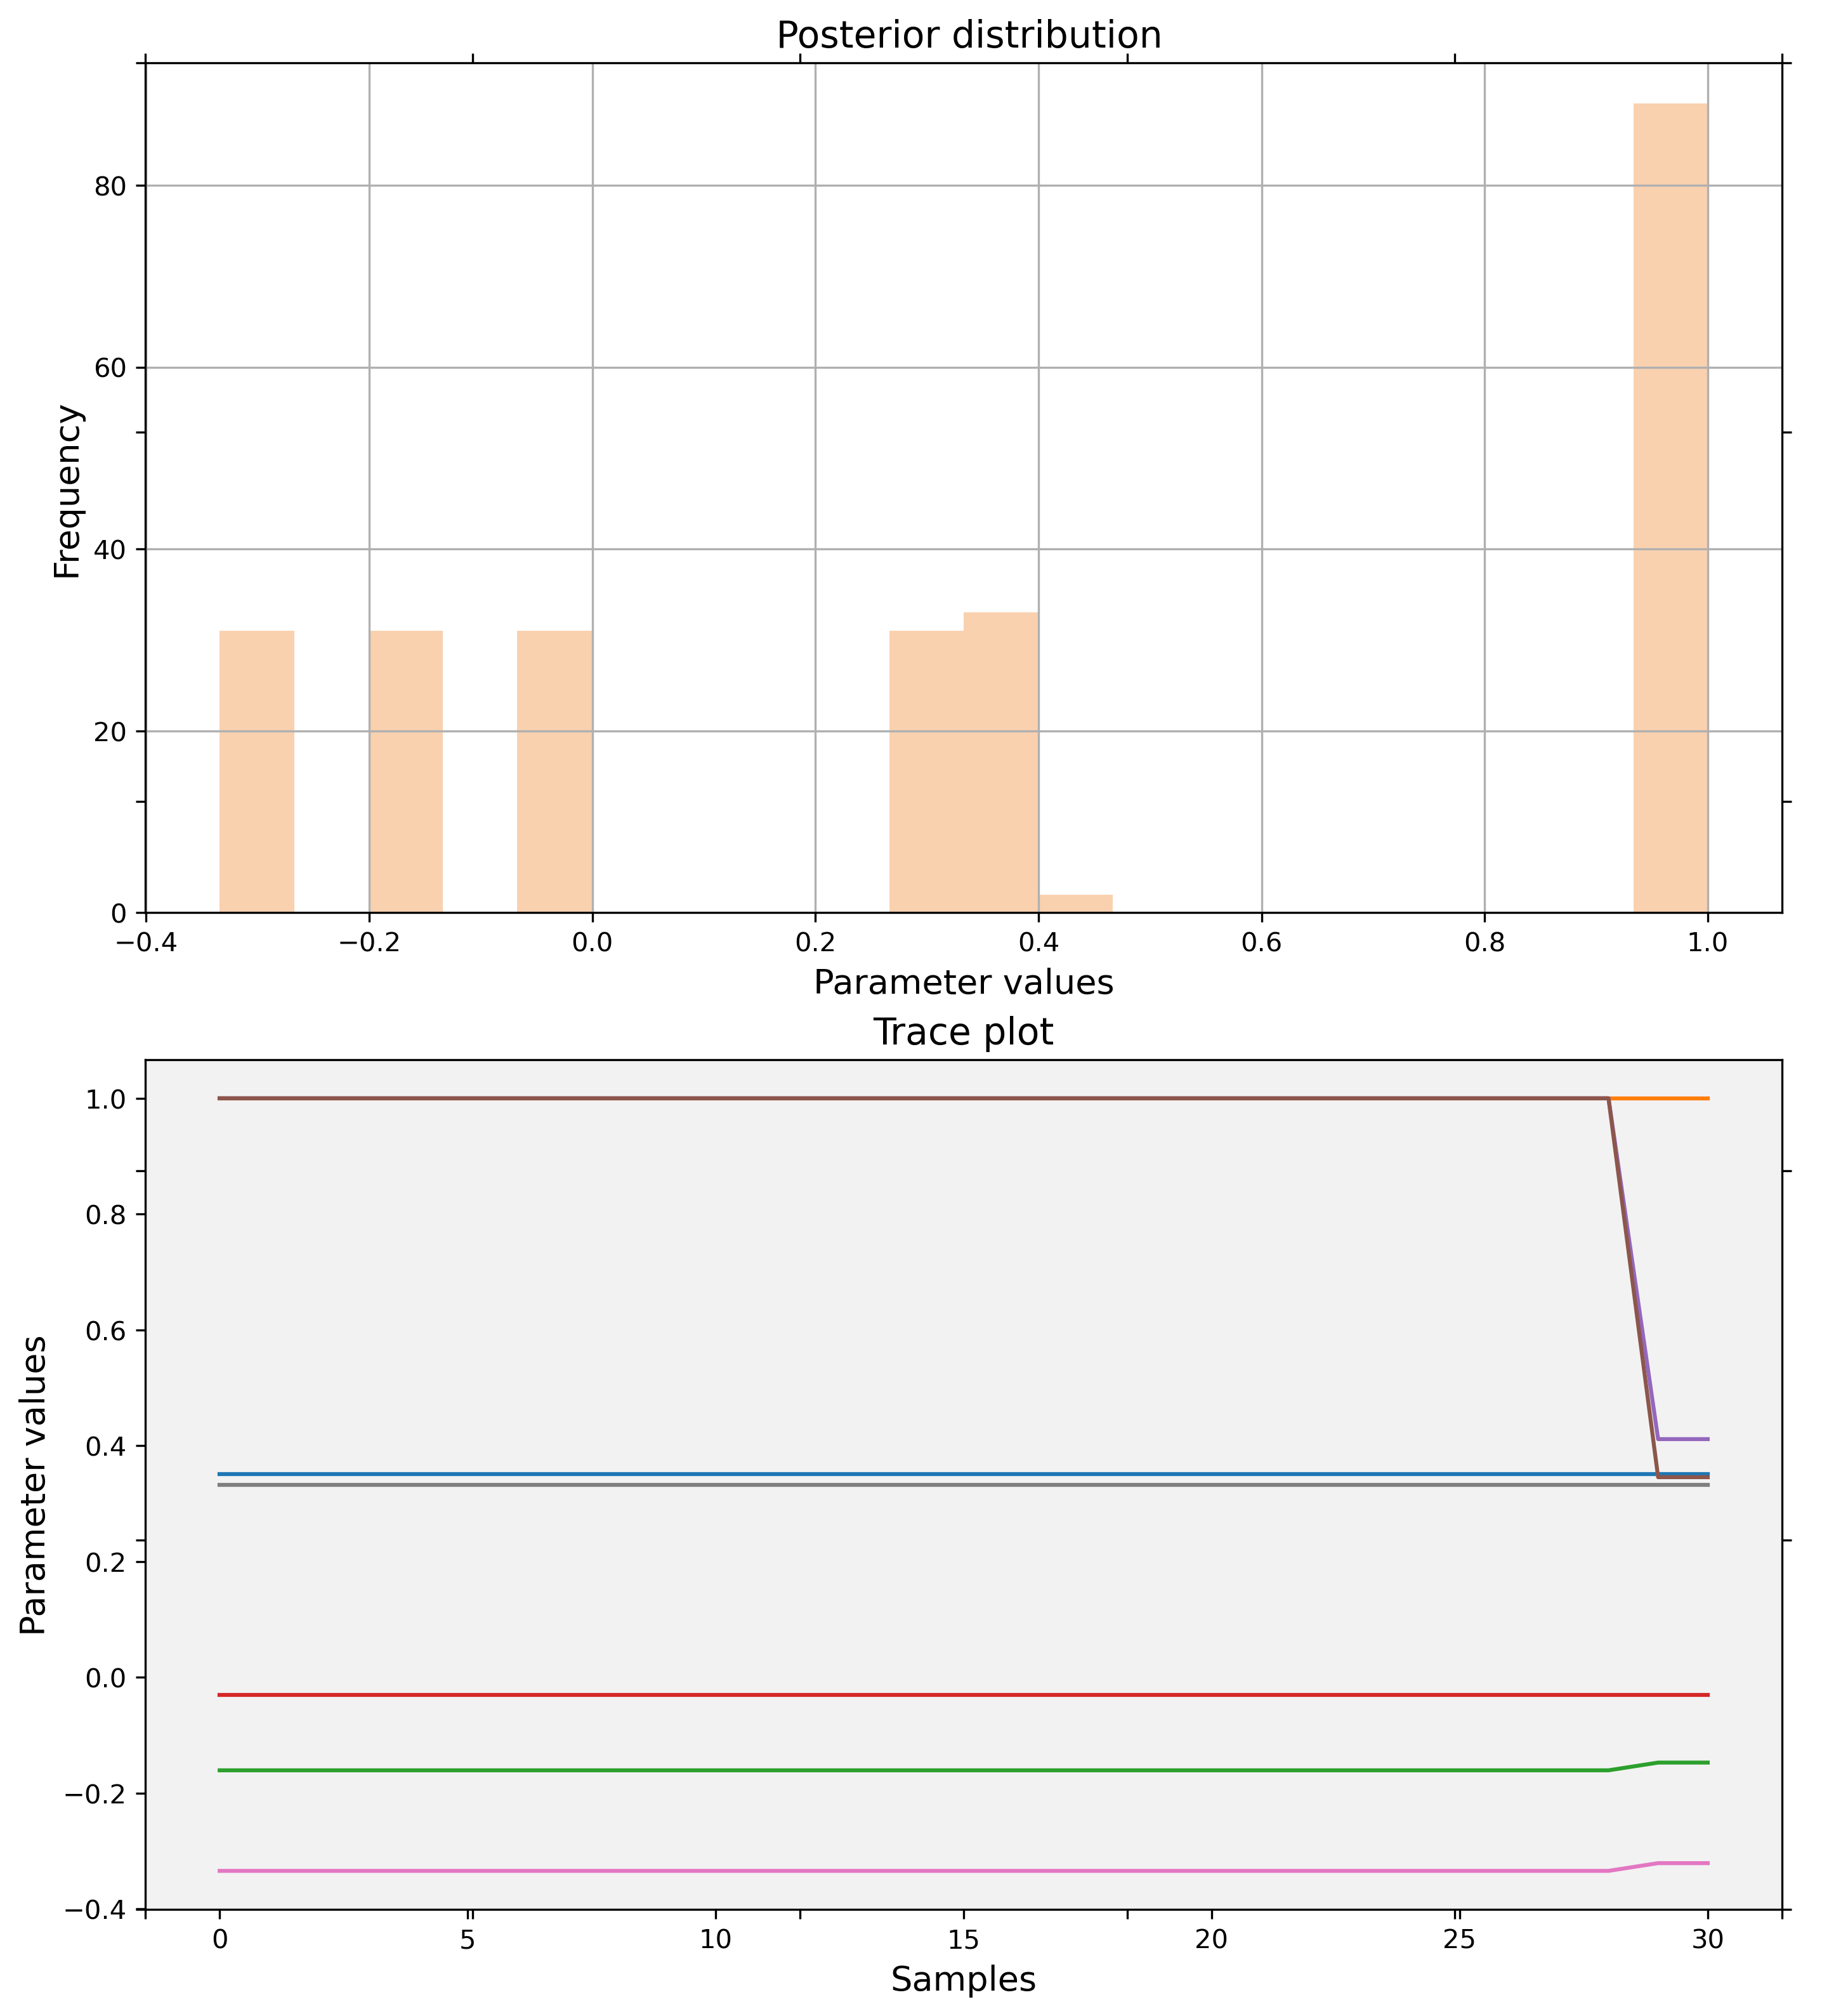 Posterior distribution
80
60
40
20
0
Frequency
−0.4 −0.2 0.0 0.2 0.4 0.6 0.8 1.0
Parameter values
Trace plot
1.0
0.8
0.6
0.4
0.2
0.0
−0.2
−0.4
Parameter values
0 5 10 15 20 25 30
Samples